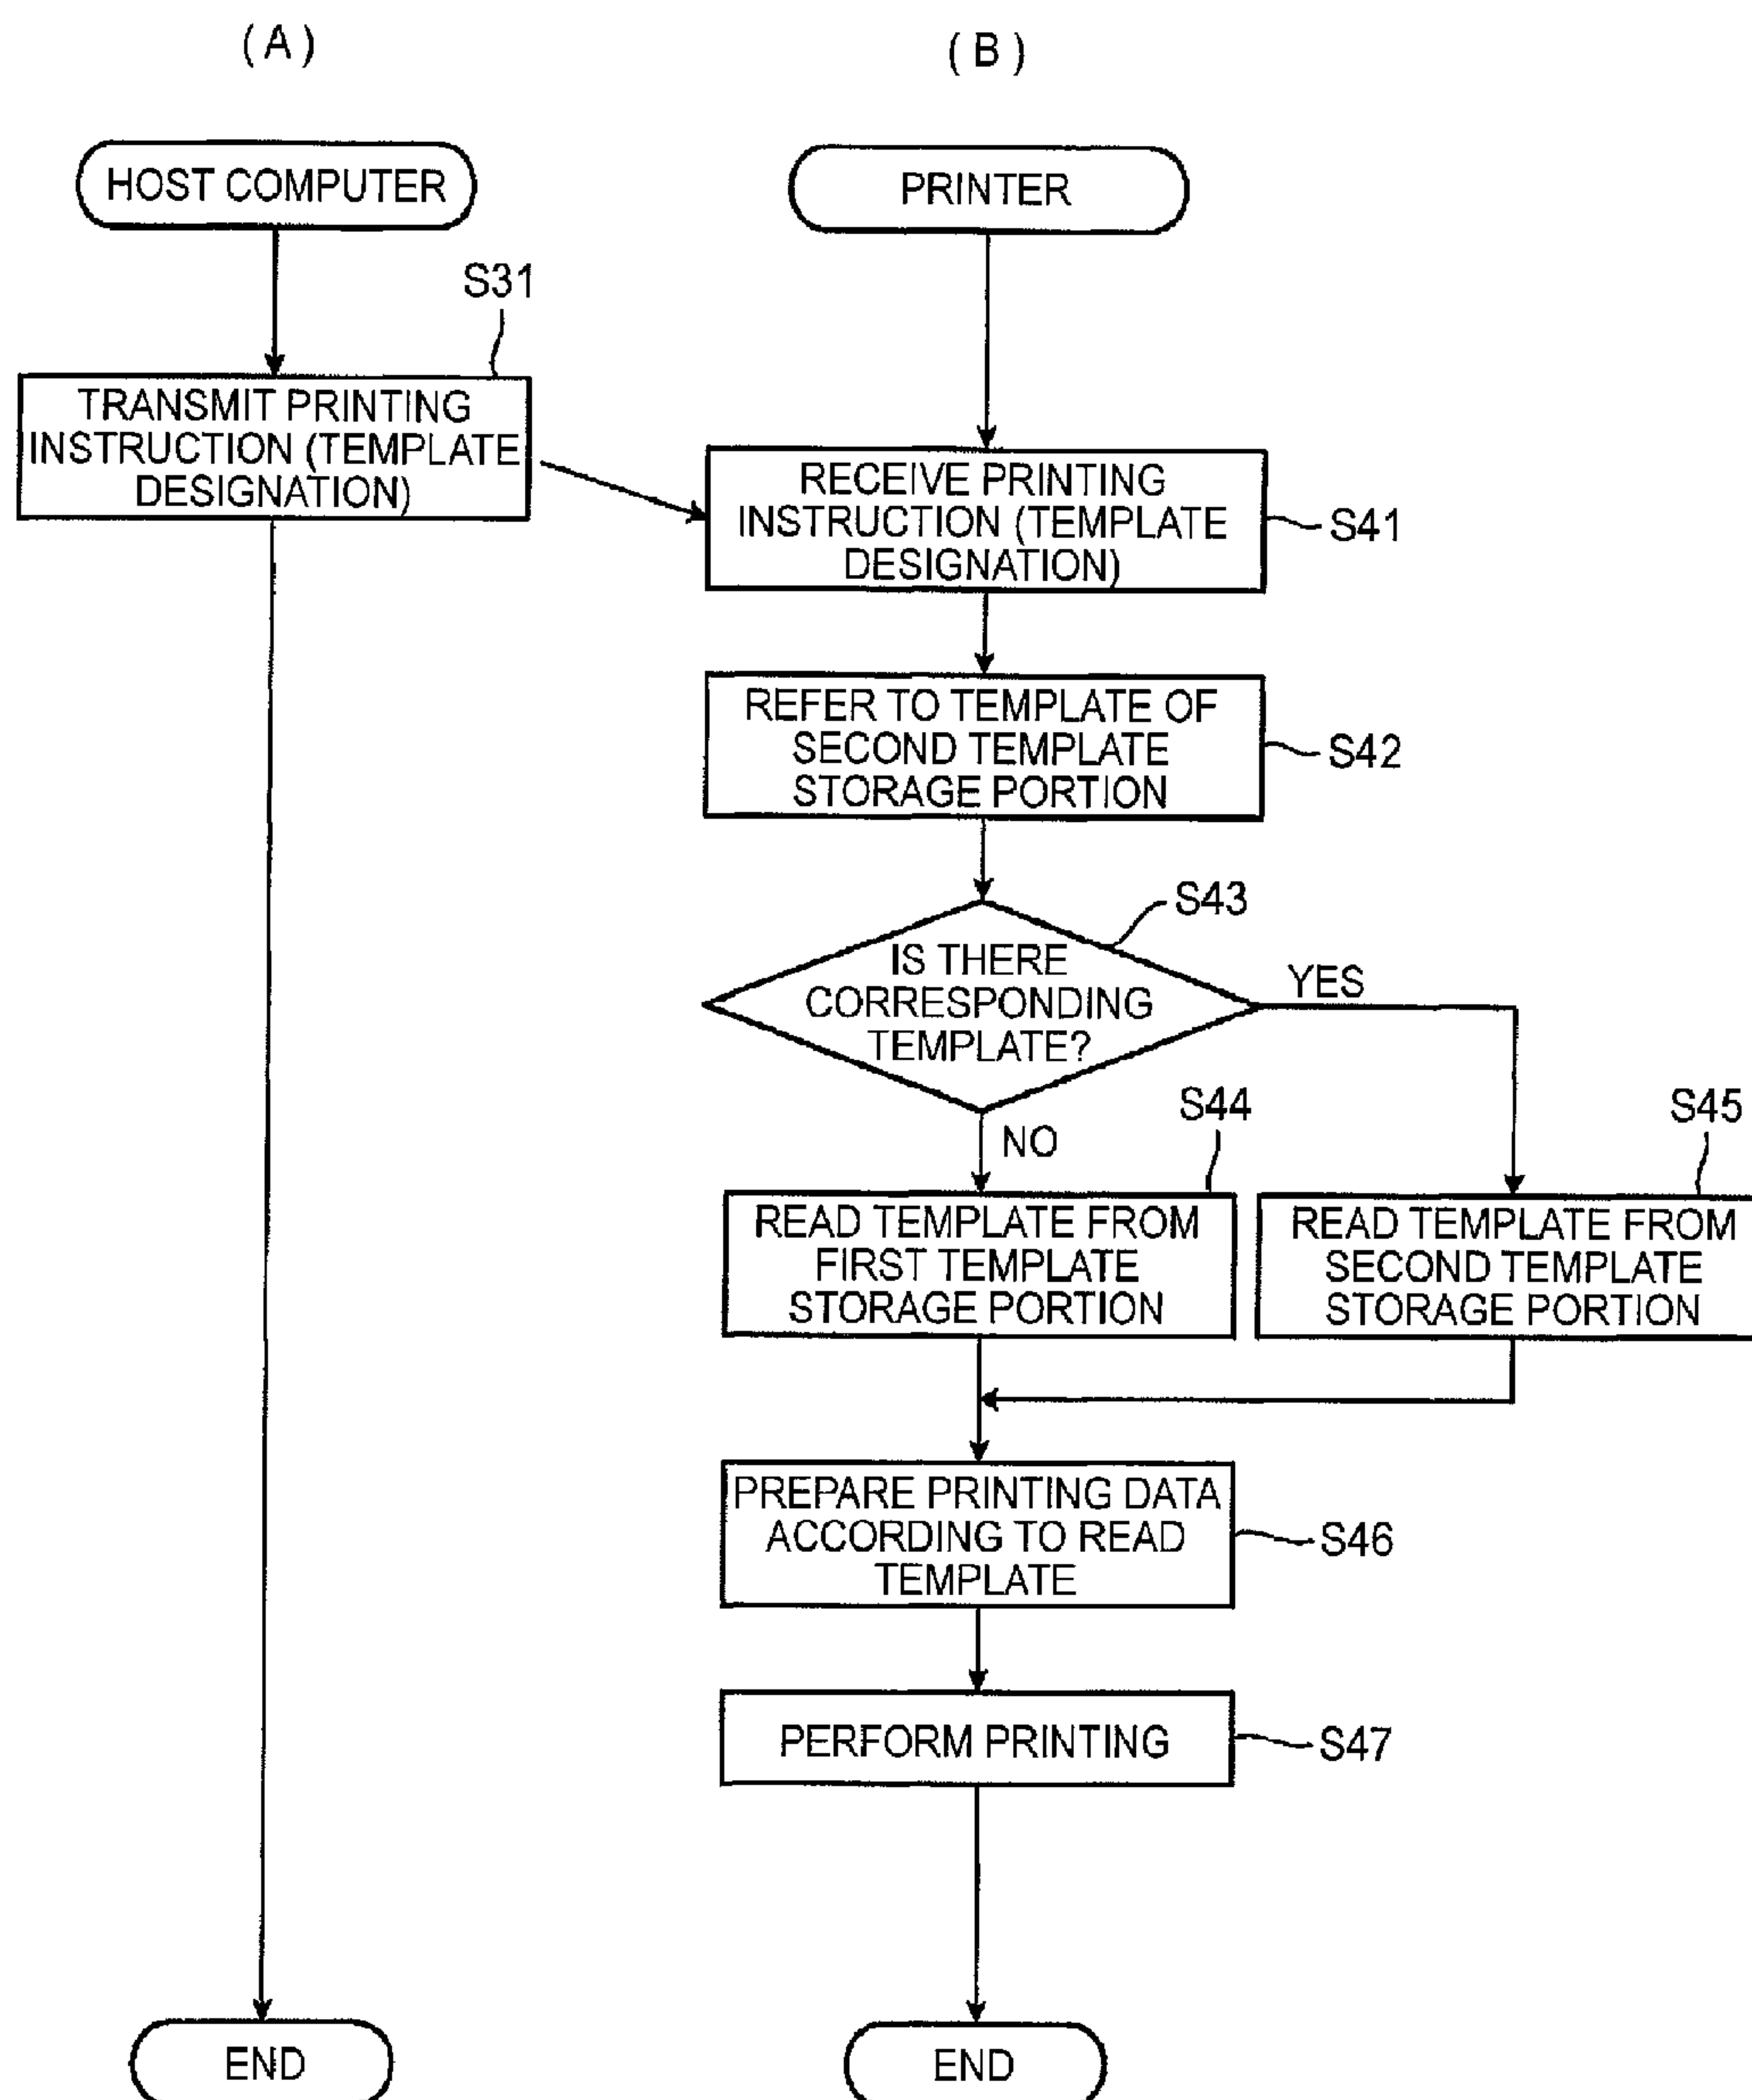 (A)
(B)
HOST COMPUTER
PRINTER
S31
TRANSMIT PRINTING
INSTRUCTION (TEMPLATE
DESIGNATION)
RECEIVE PRINTING
INSTRUCTION (TEMPLATE
DESIGNATION)
S41
REFER TO TEMPLATE OF
SECOND TEMPLATE
STORAGE PORTION
S42
S43
IS THERE
CORRESPONDING
TEMPLATE?
YES
NO
S44
S45
READ TEMPLATE FROM
FIRST TEMPLATE
STORAGE PORTION
READ TEMPLATE FROM
SECOND TEMPLATE
STORAGE PORTION
PREPARE PRINTING DATA
ACCORDING TO READ
TEMPLATE
S46
PERFORM PRINTING
S47
END
END